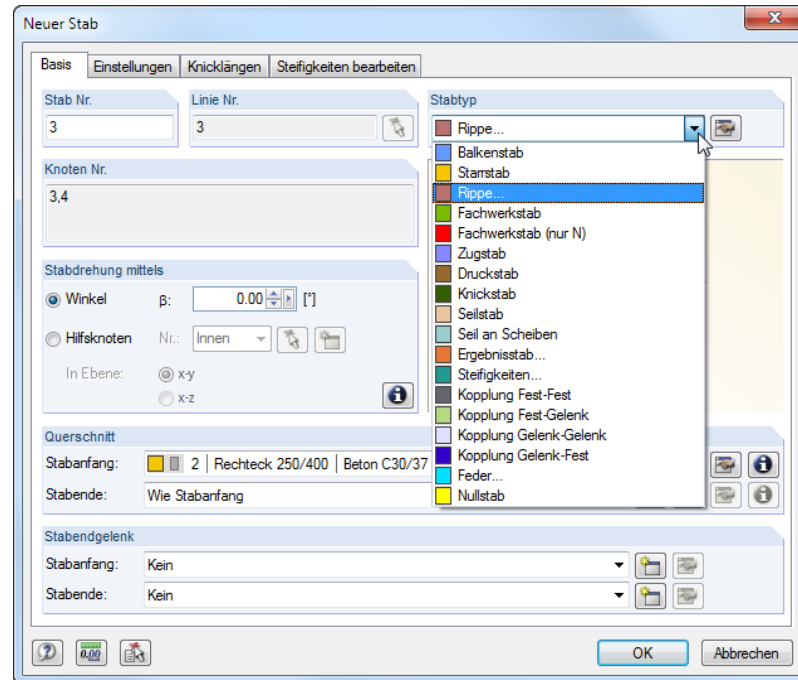 Neuer Stab
Basis Einstellungen Knicklängen Steifigkeiten bearbeiten
Stab Nr. Linie Nr. Stabtyp
3 3 Rippe...
Balkenstab
Starrstab
Rippe...
Fachwerkstab
Fachwerkstab (nur N)
Zugstab
Druckstab
Knickstab
Seilstab
Seil an Scheiben
Ergebnisstab...
Steifigkeiten...
Kopplung Fest-Fest
Kopplung Fest-Gelenk
Kopplung Gelenk-Gelenk
Kopplung Gelenk-Fest
Feder...
Nullstab
Knoten Nr.
3,4
Stabdrehung mittels
Winkel β: 0.00 [°]
Hilfsknoten Nr.: Innen
In Ebene: x-y
x-z
Querschnitt
Stabanfang: 2 Rechteck 250/400 Beton C30/37
Stabende: Wie Stabanfang
Stabendgelenk
Stabanfang: Kein
Stabende: Kein
0.00 OK Abbrechen